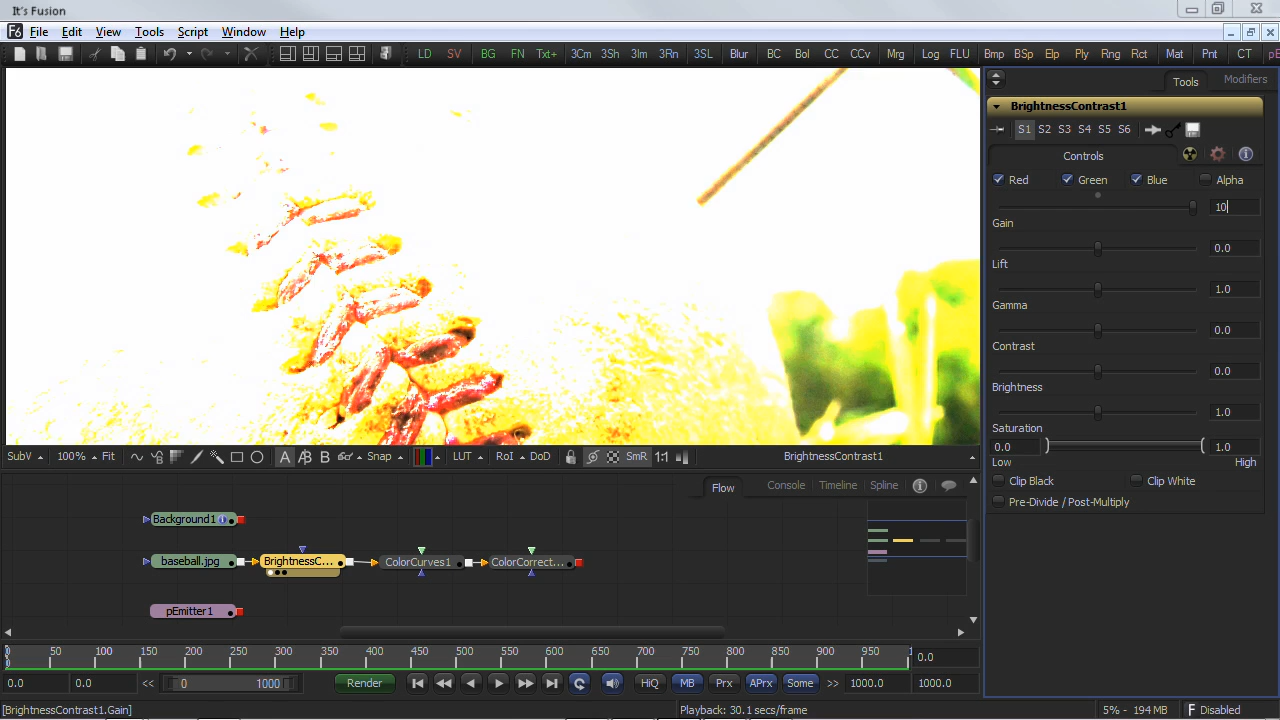 It's Fusion
File Edit View Tools Script Window Help
LD SV BG FN Txt+ 3Cm 3Sh 3Im 3Rn 3SL Blur BC Bol CC CCv Mrg Log FLU Bmp BSp Elp Ply Rng Rct Mat Pnt CT pE
Tools Modifiers
BrightnessContrast1
S1 S2 S3 S4 S5 S6
Controls
Red Green Blue Alpha
10
Gain
0.0
Lift
1.0
Gamma
0.0
Contrast
0.0
Brightness
1.0
Saturation
0.0 1.0
Low High
Clip Black Clip White
Pre-Divide / Post-Multiply
SubV 100% Fit A B Snap LUT RoI DoD SmR 1:1 BrightnessContrast1
Flow Console Timeline Spline
Background1
baseball.jpg BrightnessC... ColorCurves1 ColorCorrect...
pEmitter1
0 50 100 150 200 250 300 350 400 450 500 550 600 650 700 750 800 850 900 950 1 0.0
0.0 0.0 << 0 1000 Render HiQ MB Prx APrx Some >> 1000.0 1000.0
[BrightnessContrast1.Gain] Playback: 30.1 secs/frame 5% - 194 MB F Disabled